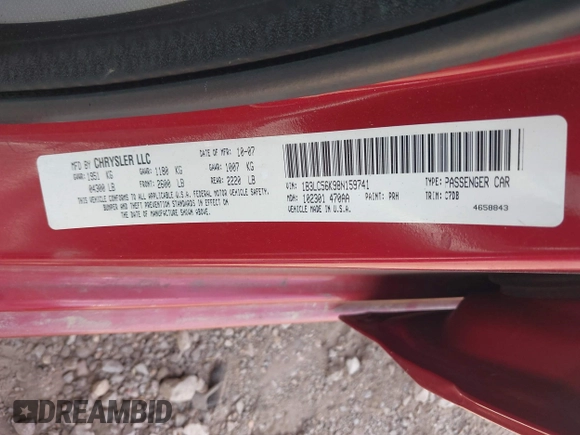 MFD BY CHRYSLER LLC
DATE OF MFR: 10-07
GVWR: 1951 KG
GAWR: 1180 KG
GAWR: 1007 KG
04300 LB
FRONT: 2600 LB
REAR: 2220 LB
THIS VEHICLE CONFORMS TO ALL APPLICABLE U.S.A. FEDERAL MOTOR VEHICLE SAFETY,
BUMPER AND THEFT PREVENTION STANDARDS IN EFFECT ON
THE DATE OF MANUFACTURE SHOWN ABOVE.
VIN: 1B3LC56K98N159741
TYPE: PASSENGER CAR
MDH: 102301 470AA
PAINT: PRH
TRIM: C7DB
VEHICLE MADE IN U.S.A.
4658843
DREAMBID